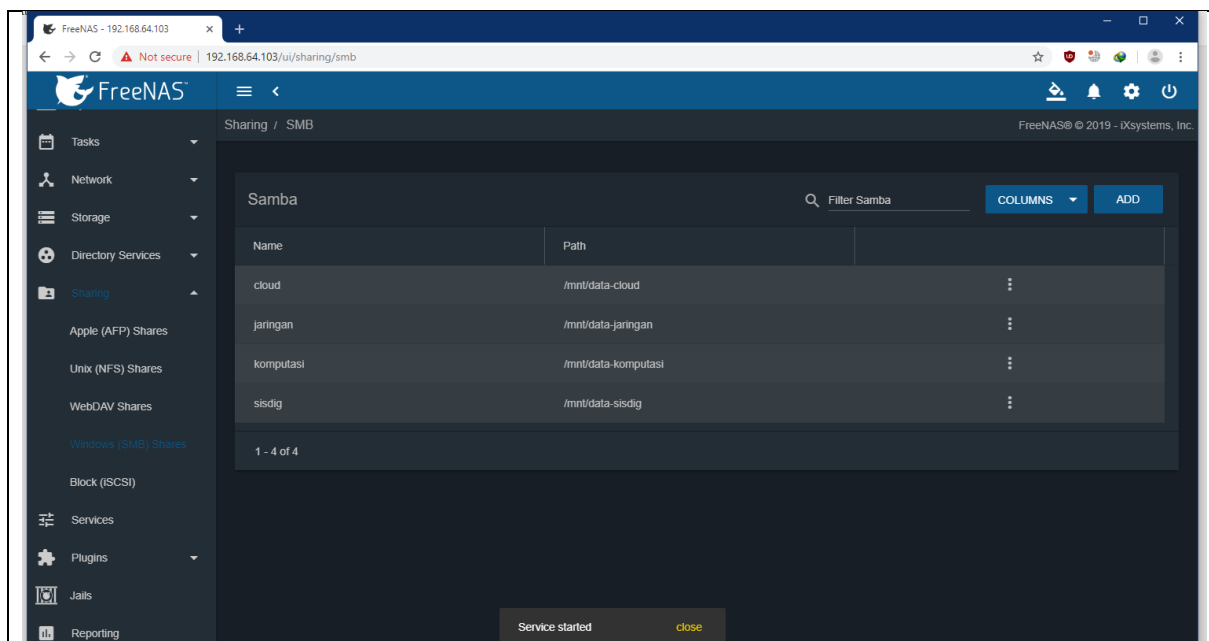 FreeNAS - 192.168.64.103
Not secure | 192.168.64.103/ui/sharing/smb
FreeNAS™
Sharing / SMB
FreeNAS® © 2019 - iXsystems, Inc.
Tasks
Network
Storage
Directory Services
Sharing
Apple (AFP) Shares
Unix (NFS) Shares
WebDAV Shares
Windows (SMB) Shares
Block (iSCSI)
Services
Plugins
Jails
Reporting
Samba
Filter Samba
COLUMNS
ADD
Name Path
cloud /mnt/data-cloud
jaringan /mnt/data-jaringan
komputasi /mnt/data-komputasi
sisdig /mnt/data-sisdig
1 - 4 of 4
Service started close